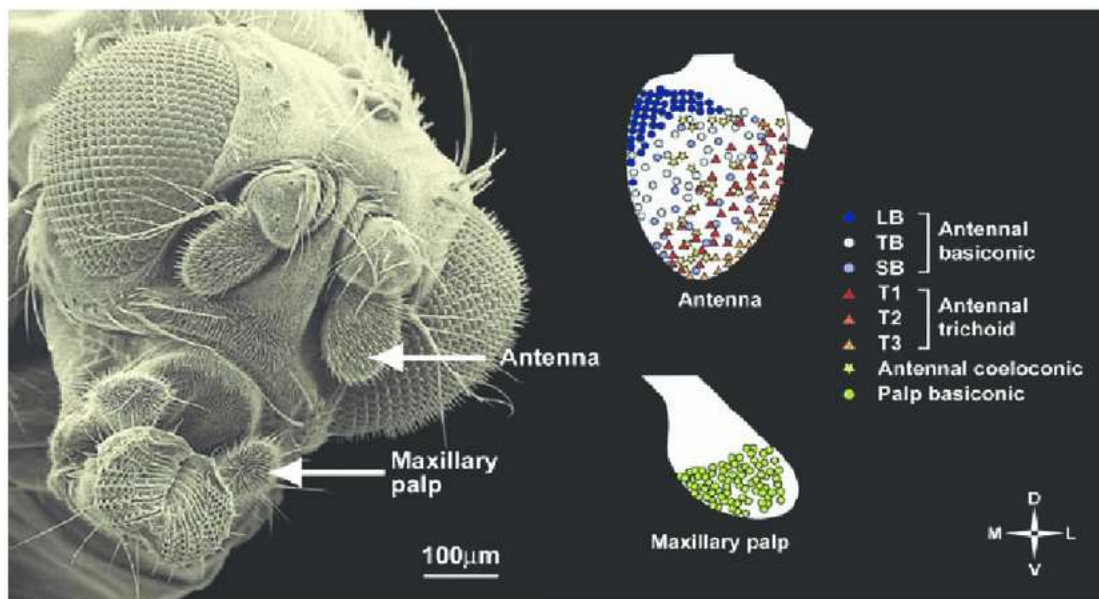 Antenna
Maxillary
palp
100μm
Antenna
Maxillary palp
LB
TB
SB
Antennal
basiconic
T1
T2
T3
Antennal
trichoid
Antennal coeloconic
Palp basiconic
D
M L
V